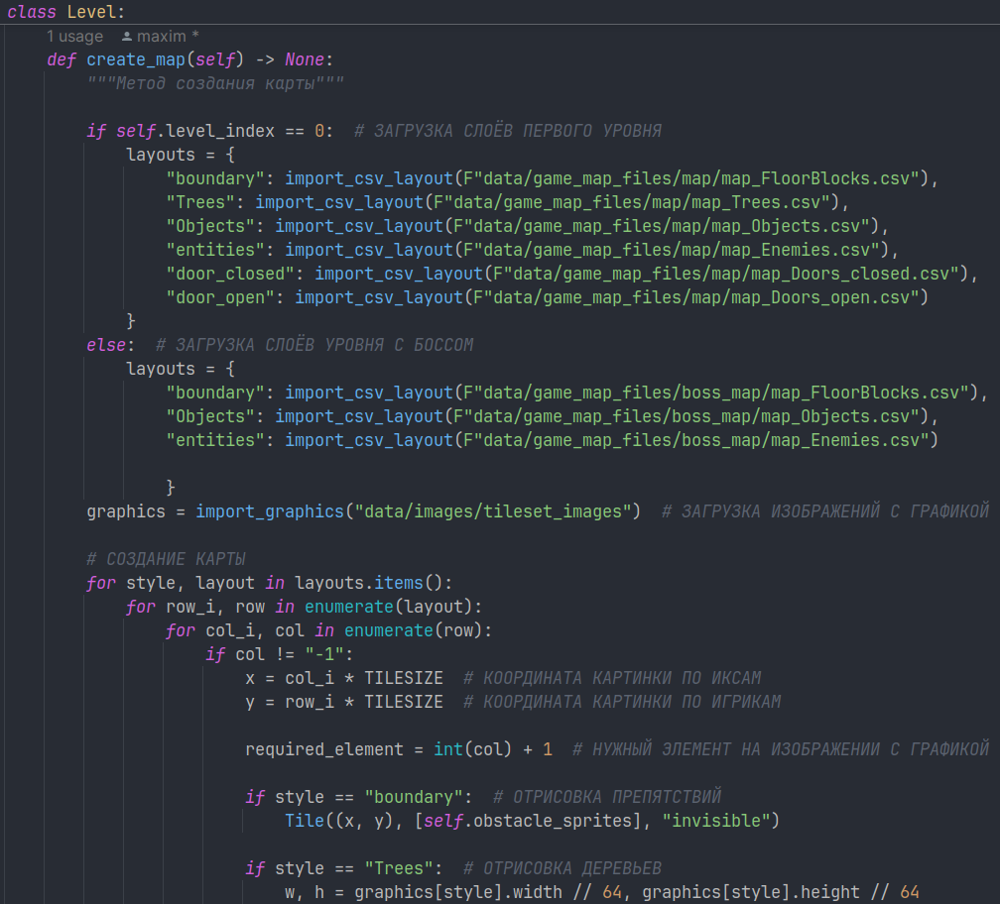 class Level:
1 usage maxim *
def create_map(self) -> None:
"""Метод создания карты"""
if self.level_index == 0:  # ЗАГРУЗКА СЛОЁВ ПЕРВОГО УРОВНЯ
layouts = {
"boundary": import_csv_layout(F"data/game_map_files/map/map_FloorBlocks.csv"),
"Trees": import_csv_layout(F"data/game_map_files/map/map_Trees.csv"),
"Objects": import_csv_layout(F"data/game_map_files/map/map_Objects.csv"),
"entities": import_csv_layout(F"data/game_map_files/map/map_Enemies.csv"),
"door_closed": import_csv_layout(F"data/game_map_files/map/map_Doors_closed.csv"),
"door_open": import_csv_layout(F"data/game_map_files/map/map_Doors_open.csv")
}
else:  # ЗАГРУЗКА СЛОЁВ УРОВНЯ С БОССОМ
layouts = {
"boundary": import_csv_layout(F"data/game_map_files/boss_map/map_FloorBlocks.csv"),
"Objects": import_csv_layout(F"data/game_map_files/boss_map/map_Objects.csv"),
"entities": import_csv_layout(F"data/game_map_files/boss_map/map_Enemies.csv")
}
graphics = import_graphics("data/images/tileset_images")  # ЗАГРУЗКА ИЗОБРАЖЕНИЙ С ГРАФИКОЙ
# СОЗДАНИЕ КАРТЫ
for style, layout in layouts.items():
for row_i, row in enumerate(layout):
for col_i, col in enumerate(row):
if col != "-1":
x = col_i * TILESIZE  # КООРДИНАТА КАРТИНКИ ПО ИКСАМ
y = row_i * TILESIZE  # КООРДИНАТА КАРТИНКИ ПО ИГРИКАМ
required_element = int(col) + 1  # НУЖНЫЙ ЭЛЕМЕНТ НА ИЗОБРАЖЕНИИ С ГРАФИКОЙ
if style == "boundary":  # ОТРИСОВКА ПРЕПЯТСТВИЙ
Tile((x, y), [self.obstacle_sprites], "invisible")
if style == "Trees":  # ОТРИСОВКА ДЕРЕВЬЕВ
w, h = graphics[style].width // 64, graphics[style].height // 64